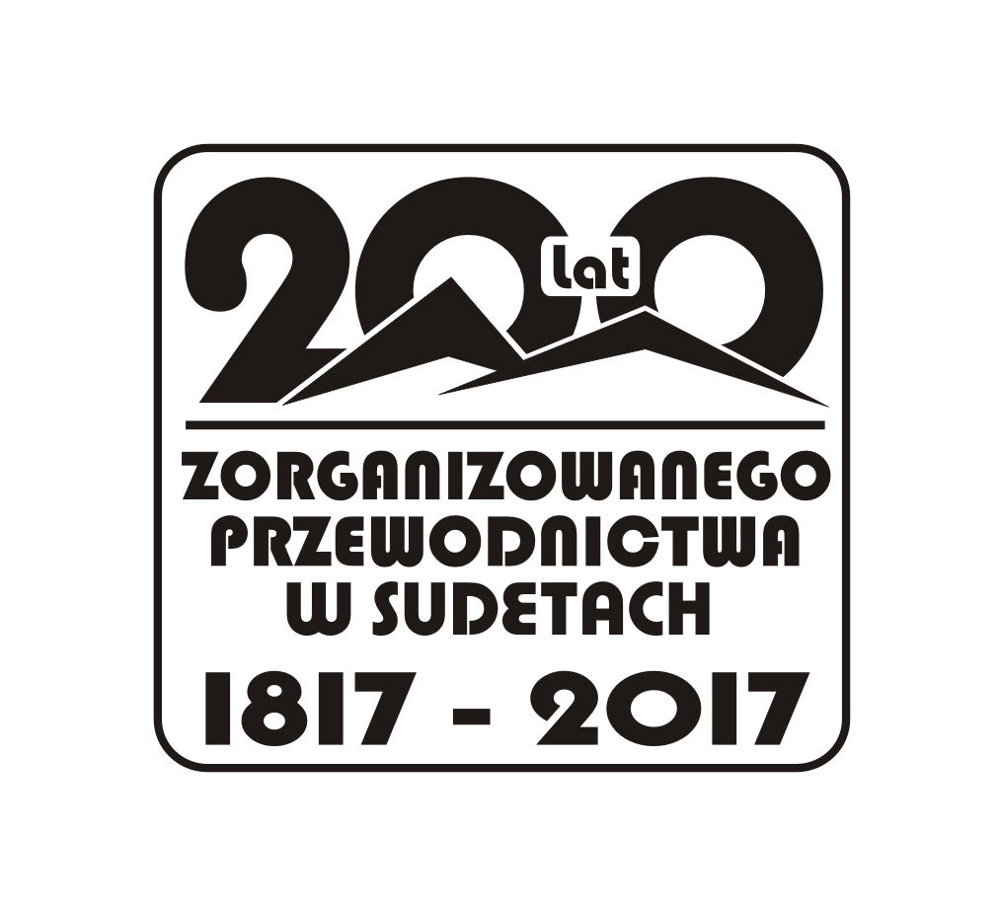 200
Lat
ZORGANIZOWANEGO
PRZEWODNICTWA
W SUDETACH
1817 - 2017